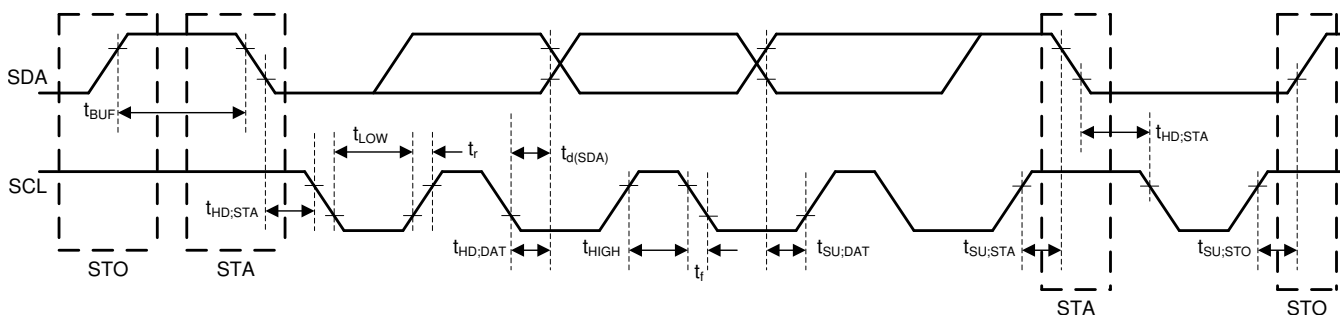 SDA
t_BUF
t_HD;STA
t_LOW
t_r
t_d(SDA)
SCL
t_HD;STA
t_HD;DAT
t_HIGH
t_SU;DAT
t_SU;STA
t_SU;STO
t_f
STO
STA
STA
STO